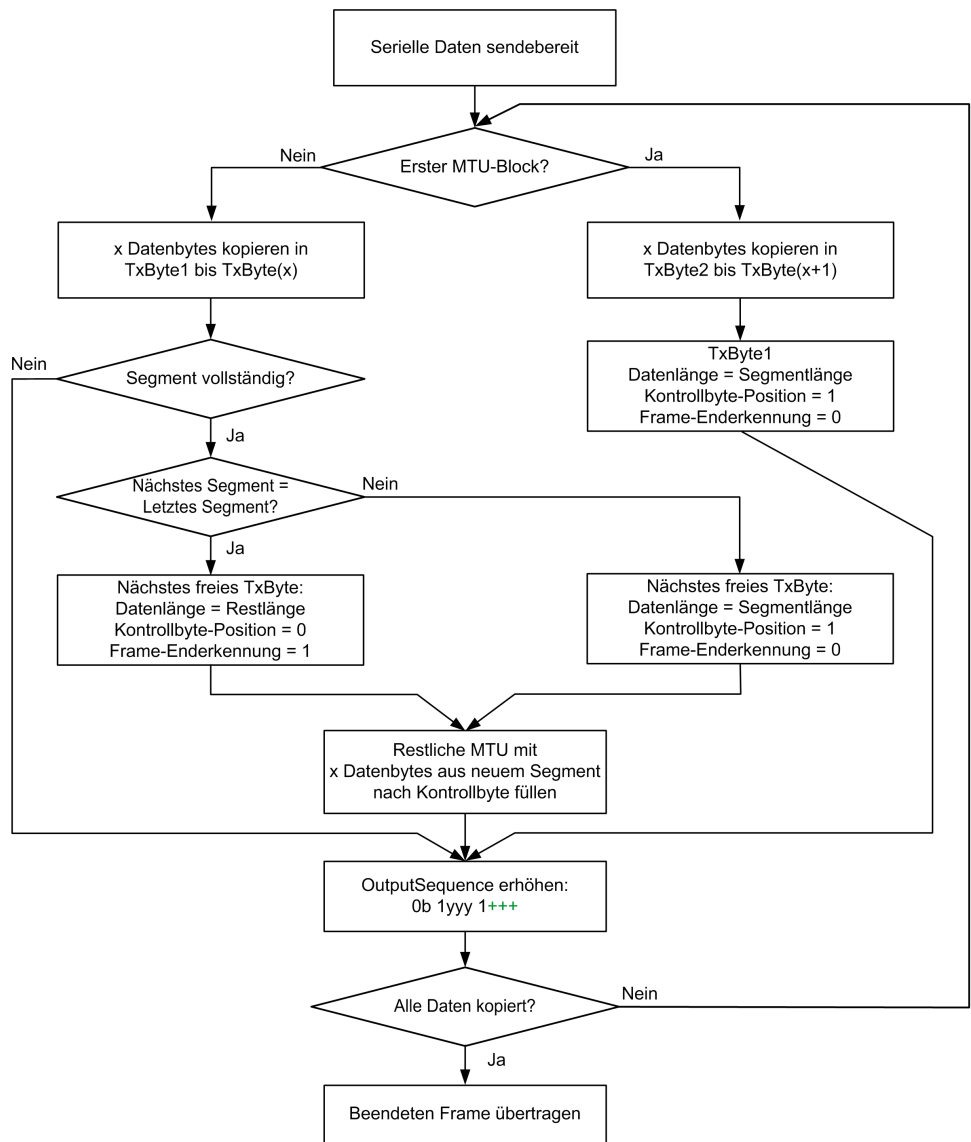 Serielle Daten sendebereit
Nein
Erster MTU-Block?
Ja
x Datenbytes kopieren in
TxByte1 bis TxByte(x)
x Datenbytes kopieren in
TxByte2 bis TxByte(x+1)
Nein
Segment vollständig?
TxByte1
Datenlänge = Segmentlänge
Kontrollbyte-Position = 1
Frame-Enderkennung = 0
Ja
Nächstes Segment =
Letztes Segment?
Nein
Ja
Nächstes freies TxByte:
Datenlänge = Restlänge
Kontrollbyte-Position = 0
Frame-Enderkennung = 1
Nächstes freies TxByte:
Datenlänge = Segmentlänge
Kontrollbyte-Position = 1
Frame-Enderkennung = 0
Restliche MTU mit
x Datenbytes aus neuem Segment
nach Kontrollbyte füllen
OutputSequence erhöhen:
0b 1yyy 1+++
Alle Daten kopiert?
Nein
Ja
Beendeten Frame übertragen